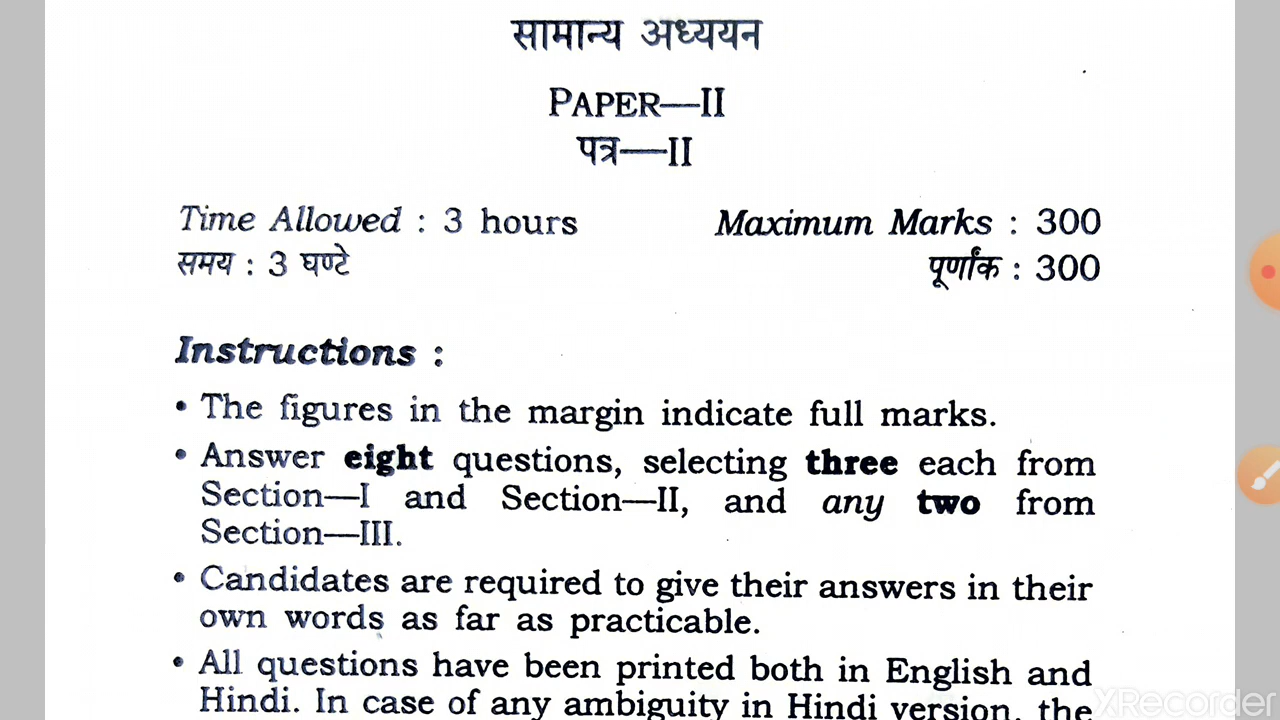 सामान्य अध्ययन
PAPER—II
पत्र—II
Time Allowed : 3 hours Maximum Marks : 300
समय : 3 घण्टे पूर्णांक : 300
Instructions :
• The figures in the margin indicate full marks.
• Answer eight questions, selecting three each from
Section—I and Section—II, and any two from
Section—III.
• Candidates are required to give their answers in their
own words as far as practicable.
• All questions have been printed both in English and
Hindi. In case of any ambiguity in Hindi version, the
XRecorder